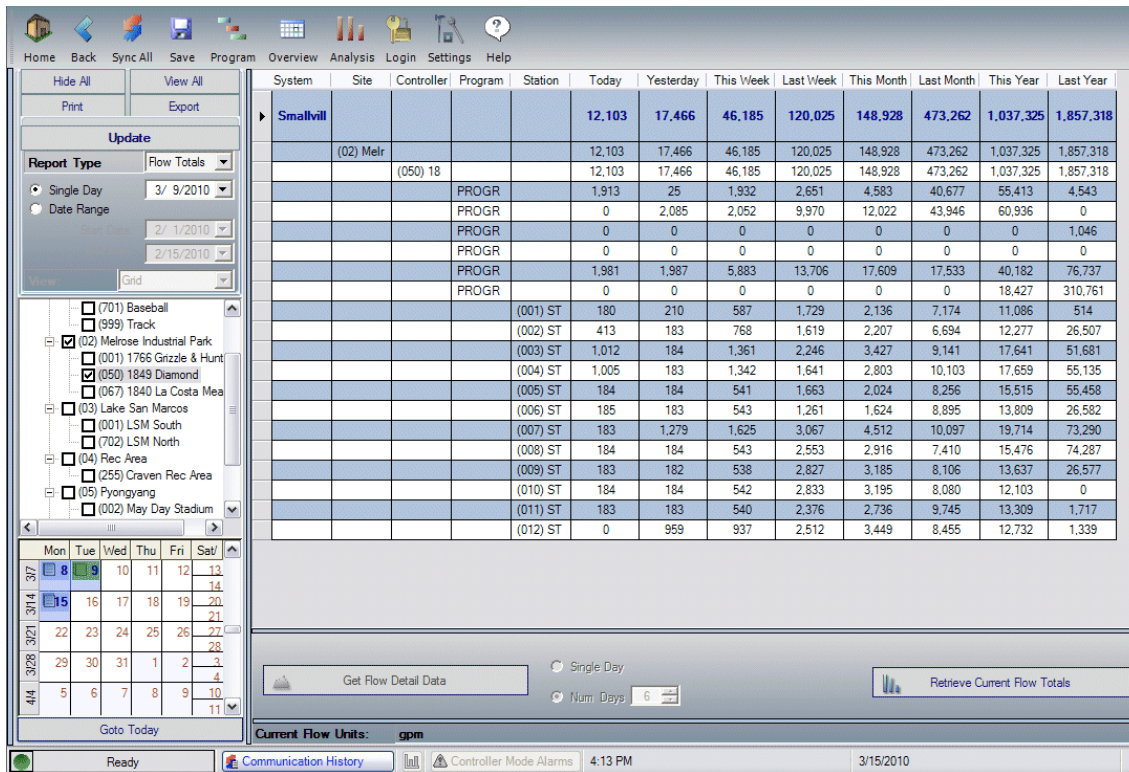 Home Back Sync All Save Program Overview Analysis Login Settings Help
Hide All View All
Print Export
Update
Report Type Flow Totals
Single Day 3/ 9/2010
Date Range
Start Date 2/ 1/2010
2/15/2010
View: Grid
(701) Baseball
(999) Track
(02) Melrose Industrial Park
(001) 1766 Grizzle & Hunt
(050) 1849 Diamond
(067) 1840 La Costa Mea
(03) Lake San Marcos
(001) LSM South
(702) LSM North
(04) Rec Area
(255) Craven Rec Area
(05) Pyongyang
(002) May Day Stadium
Mon Tue Wed Thu Fri Sat/
3/7 8 9 10 11 12 13
14
3/14 15 16 17 18 19 20
21
3/21 22 23 24 25 26 27
28
3/28 29 30 31 1 2 3
4
4/4 5 6 7 8 9 10
11
Goto Today
System Site Controller Program Station Today Yesterday This Week Last Week This Month Last Month This Year Last Year
Smallvill 12,103 17,466 46,185 120,025 148,928 473,262 1,037,325 1,857,318
(02) Melr 12,103 17,466 46,185 120,025 148,928 473,262 1,037,325 1,857,318
(050) 18 12,103 17,466 46,185 120,025 148,928 473,262 1,037,325 1,857,318
PROGR 1,913 25 1,932 2,651 4,583 40,677 55,413 4,543
PROGR 0 2,085 2,052 9,970 12,022 43,946 60,936 0
PROGR 0 0 0 0 0 0 0 1,046
PROGR 0 0 0 0 0 0 0 0
PROGR 1,981 1,987 5,883 13,706 17,609 17,533 40,182 76,737
PROGR 0 0 0 0 0 0 18,427 310,761
(001) ST 180 210 587 1,729 2,136 7,174 11,086 514
(002) ST 413 183 768 1,619 2,207 6,694 12,277 26,507
(003) ST 1,012 184 1,361 2,246 3,427 9,141 17,641 51,681
(004) ST 1,005 183 1,342 1,641 2,803 10,103 17,659 55,135
(005) ST 184 184 541 1,663 2,024 8,256 15,515 55,458
(006) ST 185 183 543 1,261 1,624 8,895 13,809 26,582
(007) ST 183 1,279 1,625 3,067 4,512 10,097 19,714 73,290
(008) ST 184 184 543 2,553 2,916 7,410 15,476 74,287
(009) ST 183 182 538 2,827 3,185 8,106 13,637 26,577
(010) ST 184 184 542 2,833 3,195 8,080 12,103 0
(011) ST 183 183 540 2,376 2,736 9,745 13,309 1,717
(012) ST 0 959 937 2,512 3,449 8,455 12,732 1,339
Get Flow Detail Data
Single Day
Num Days 6
Retrieve Current Flow Totals
Current Flow Units: gpm
Ready Communication History Controller Mode Alarms 4:13 PM 3/15/2010